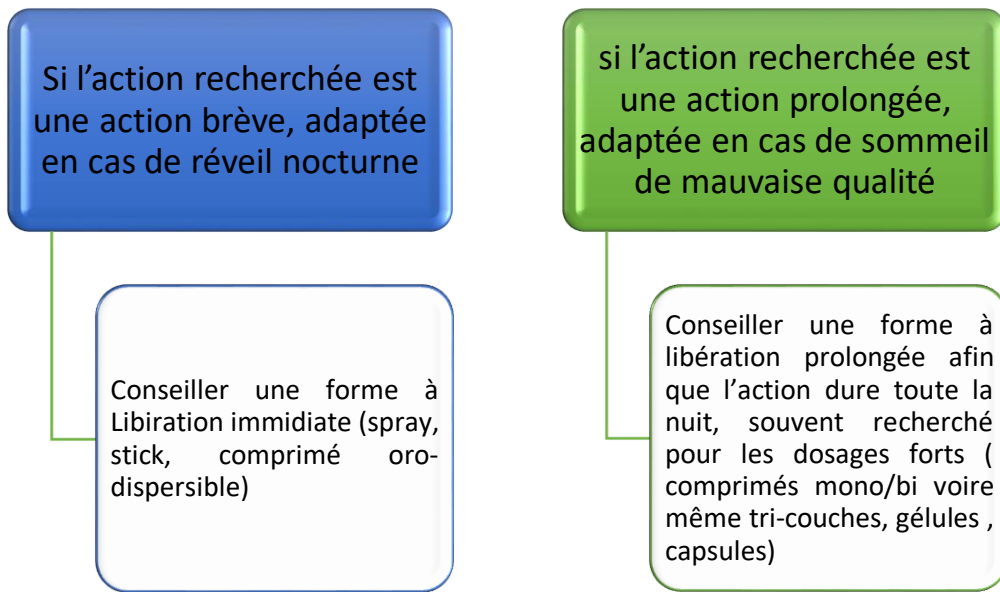 Si l’action recherchée est
une action brève, adaptée
en cas de réveil nocturne
Conseiller une forme à
Libiration immidiate (spray,
stick, comprimé oro-
dispersible)
si l’action recherchée est
une action prolongée,
adaptée en cas de sommeil
de mauvaise qualité
Conseiller une forme à
libération prolongée afin
que l’action dure toute la
nuit, souvent recherché
pour les dosages forts (
comprimés mono/bi voire
même tri-couches, gélules ,
capsules)